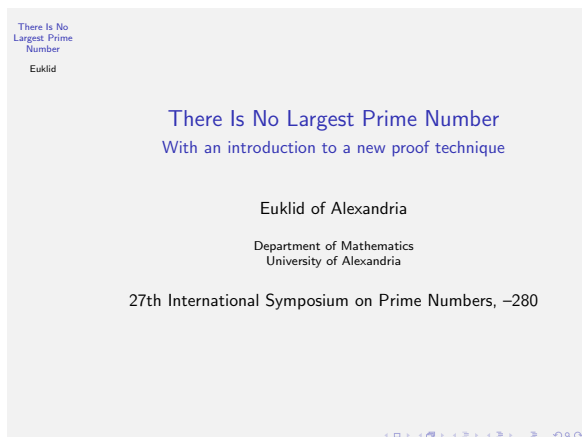 There Is No
Largest Prime
Number
Euklid
There Is No Largest Prime Number
With an introduction to a new proof technique
Euklid of Alexandria
Department of Mathematics
University of Alexandria
27th International Symposium on Prime Numbers, –280